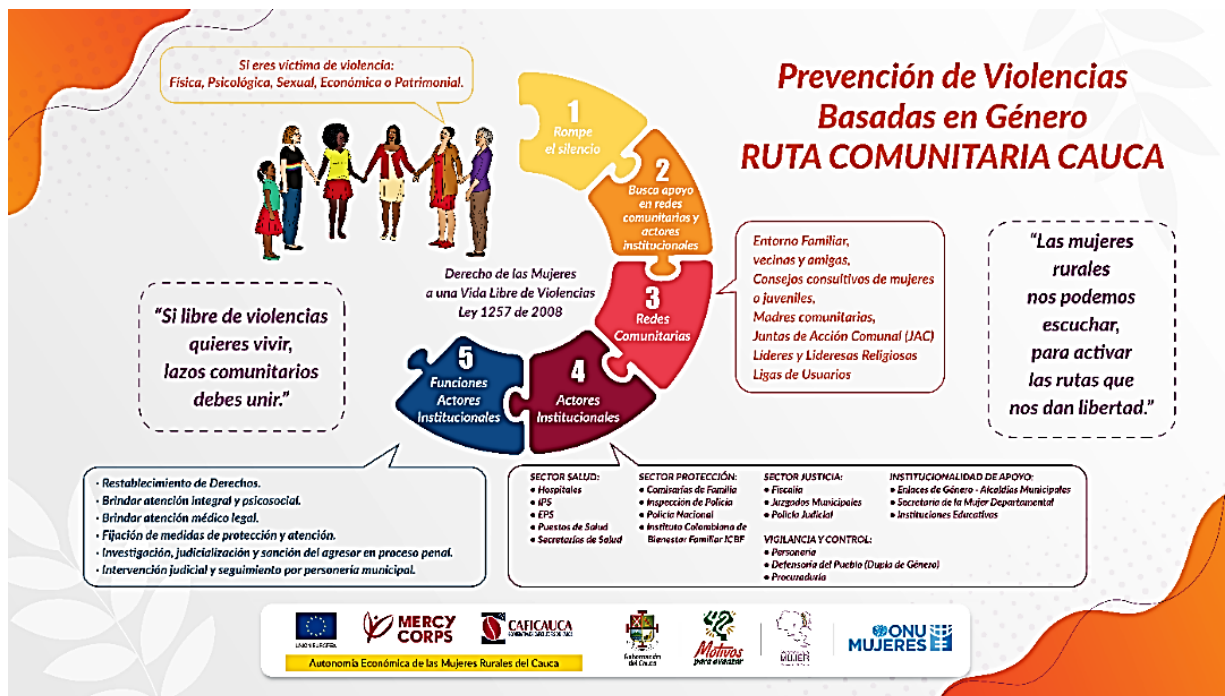 Si eres víctima de violencia:
Física, Psicológica, Sexual, Económica o Patrimonial.
Prevención de Violencias
Basadas en Género
RUTA COMUNITARIA CAUCA
1
Rompe
el silencio
2
Busca apoyo
en redes
comunitarias y
actores
institucionales
3
Redes
Comunitarias
4
Actores
Institucionales
5
Funciones
Actores
Institucionales
Derecho de las Mujeres
a una Vida Libre de Violencias
Ley 1257 de 2008
“Si libre de violencias
quieres vivir,
lazos comunitarios
debes unir.”
Entorno Familiar,
vecinas y amigas,
Consejos consultivos de mujeres
o juveniles,
Madres comunitarias,
Juntas de Acción Comunal (JAC)
Líderes y Lideresas Religiosas
Ligas de Usuarios
“Las mujeres
rurales
nos podemos
escuchar,
para activar
las rutas que
nos dan libertad.”
· Restablecimiento de Derechos.
· Brindar atención integral y psicosocial.
· Brindar atención médico legal.
· Fijación de medidas de protección y atención.
· Investigación, judicialización y sanción del agresor en proceso penal.
· Intervención judicial y seguimiento por personería municipal.
SECTOR SALUD:
● Hospitales
● IPS
● EPS
● Puestos de Salud
● Secretarías de Salud
SECTOR PROTECCIÓN:
● Comisarías de Familia
● Inspección de Policía
● Policía Nacional
● Instituto Colombiano de
Bienestar Familiar ICBF
SECTOR JUSTICIA:
● Fiscalía
● Juzgados Municipales
● Policía Judicial
INSTITUCIONALIDAD DE APOYO:
● Enlaces de Género - Alcaldías Municipales
● Secretaría de la Mujer Departamental
● Instituciones Educativas
VIGILANCIA Y CONTROL:
● Personería
● Defensoría del Pueblo (Dupla de Género)
● Procuraduría
UNIÓN EUROPEA
MERCY
CORPS
CAFICAUCA
Gobernación
del Cauca
42
Motivos
para avanzar
MUJER
ONU
MUJERES
Autonomía Económica de las Mujeres Rurales del Cauca